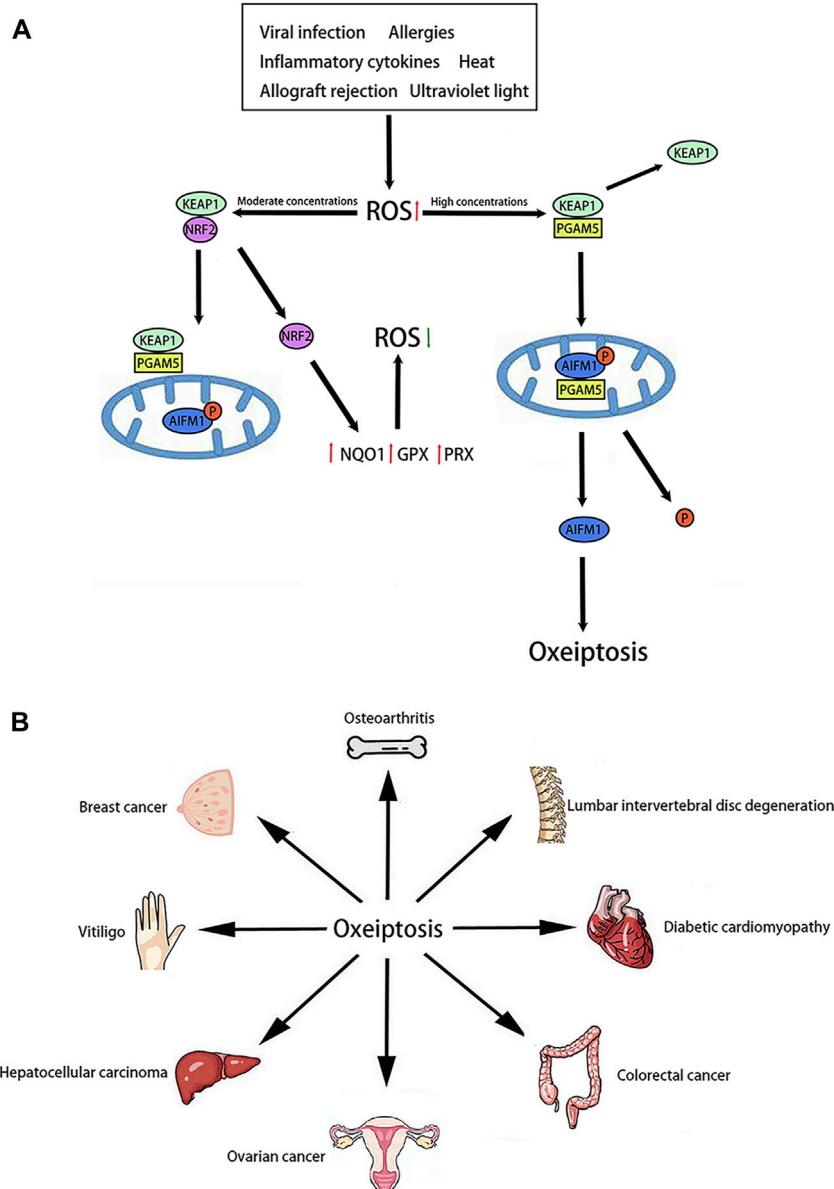 A
Viral infection Allergies
Inflammatory cytokines Heat
Allograft rejection Ultraviolet light
KEAP1
KEAP1
NRF2
Moderate concentrations
ROS
High concentrations
KEAP1
PGAM5
KEAP1
PGAM5
AIFM1
P
NRF2
ROS
NQO1 GPX PRX
AIFM1
P
PGAM5
AIFM1
P
Oxeiptosis
B
Osteoarthritis
Breast cancer
Lumbar intervertebral disc degeneration
Vitiligo
Oxeiptosis
Diabetic cardiomyopathy
Hepatocellular carcinoma
Colorectal cancer
Ovarian cancer